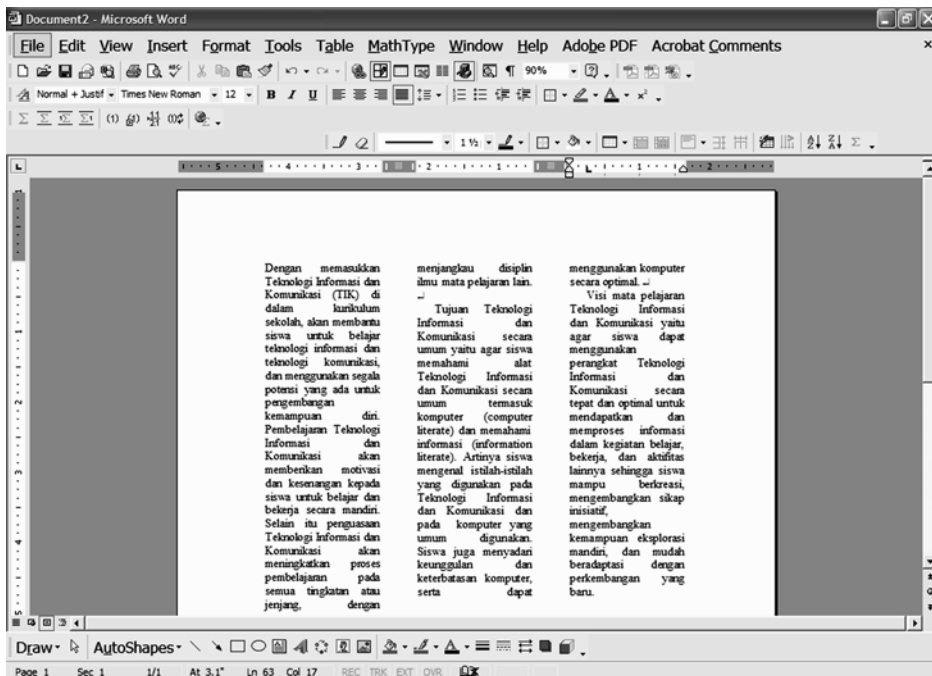 Document2 - Microsoft Word
File Edit View Insert Format Tools Table MathType Window Help Adobe PDF Acrobat Comments
90%
Normal + Justif Times New Roman 12 B I U
1 ½
Dengan memasukkan
Teknologi Informasi dan
Komunikasi (TIK) di
dalam kurikulum
sekolah, akan membantu
siswa untuk belajar
teknologi informasi dan
teknologi komunikasi,
dan menggunakan segala
potensi yang ada untuk
pengembangan
kemampuan diri.
Pembelajaran Teknologi
Informasi dan
Komunikasi akan
memberikan motivasi
dan kesenangan kepada
siswa untuk belajar dan
bekerja secara mandiri.
Selain itu penguasaan
Teknologi Informasi dan
Komunikasi akan
meningkatkan proses
pembelajaran pada
semua tingkatan atau
jenjang, dengan
menjangkau disiplin
ilmu mata pelajaran lain.
Tujuan Teknologi
Informasi dan
Komunikasi secara
umum yaitu agar siswa
memahami alat
Teknologi Informasi
dan Komunikasi secara
umum termasuk
komputer (computer
literate) dan memahami
informasi (information
literate). Artinya siswa
mengenal istilah-istilah
yang digunakan pada
Teknologi Informasi
dan Komunikasi dan
pada komputer yang
umum digunakan.
Siswa juga menyadari
keunggulan dan
keterbatasan komputer,
serta dapat
menggunakan komputer
secara optimal.
Visi mata pelajaran
Teknologi Informasi
dan Komunikasi yaitu
agar siswa dapat
menggunakan
perangkat Teknologi
Informasi dan
Komunikasi secara
tepat dan optimal untuk
mendapatkan dan
memproses informasi
dalam kegiatan belajar,
bekerja, dan aktifitas
lainnya sehingga siswa
mampu berkreasi,
mengembangkan sikap
inisiatif,
mengembangkan
kemampuan eksplorasi
mandiri, dan mudah
beradaptasi dengan
perkembangan yang
baru.
Draw AutoShapes
Page 1 Sec 1 1/1 At 3.1" Ln 63 Col 17 REC TRK EXT OVR